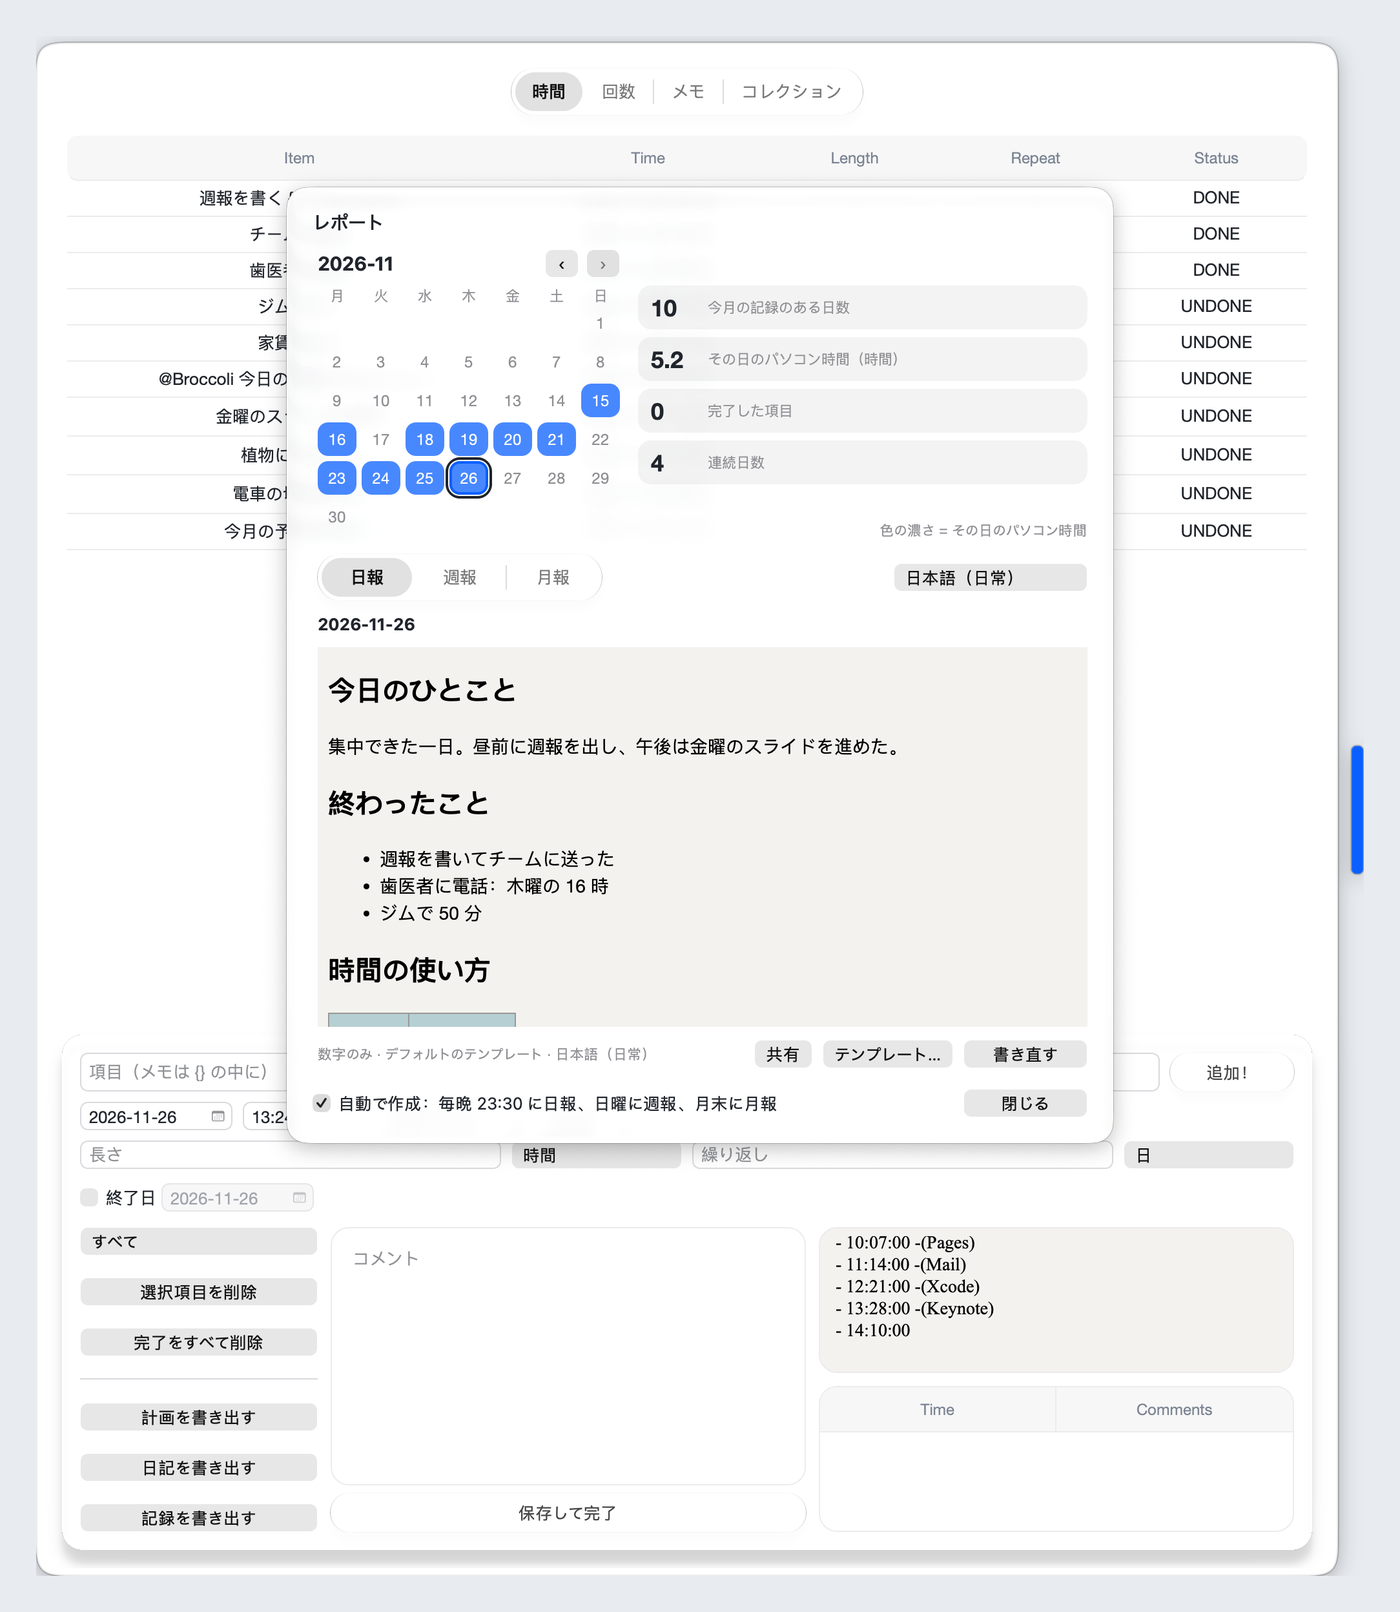 時間 回数 メモ コレクション
Item Time Length Repeat Status
週報を書く DONE
チー DONE
歯医 DONE
ジム UNDONE
家賃 UNDONE
@Broccoli 今日の UNDONE
金曜のス UNDONE
植物に UNDONE
電車の UNDONE
今月の予 UNDONE
レポート
2026-11 ‹ ›
月 火 水 木 金 土 日
1
2 3 4 5 6 7 8
9 10 11 12 13 14 15
16 17 18 19 20 21 22
23 24 25 26 27 28 29
30
10 今月の記録のある日数
5.2 その日のパソコン時間（時間）
0 完了した項目
4 連続日数
色の濃さ = その日のパソコン時間
日報 週報 月報
日本語（日常）
2026-11-26
今日のひとこと
集中できた一日。昼前に週報を出し、午後は金曜のスライドを進めた。
終わったこと
• 週報を書いてチームに送った
• 歯医者に電話：木曜の 16 時
• ジムで 50 分
時間の使い方
数字のみ · デフォルトのテンプレート · 日本語（日常）
共有 テンプレート... 書き直す
自動で作成：毎晩 23:30 に日報、日曜に週報、月末に月報
閉じる
項目（メモは {} の中に） 追加！
2026-11-26 13:24
長さ 時間 繰り返し 日
終了日 2026-11-26
すべて
選択項目を削除
完了をすべて削除
計画を書き出す
日記を書き出す
記録を書き出す
コメント
保存して完了
- 10:07:00 -(Pages)
- 11:14:00 -(Mail)
- 12:21:00 -(Xcode)
- 13:28:00 -(Keynote)
- 14:10:00
Time Comments